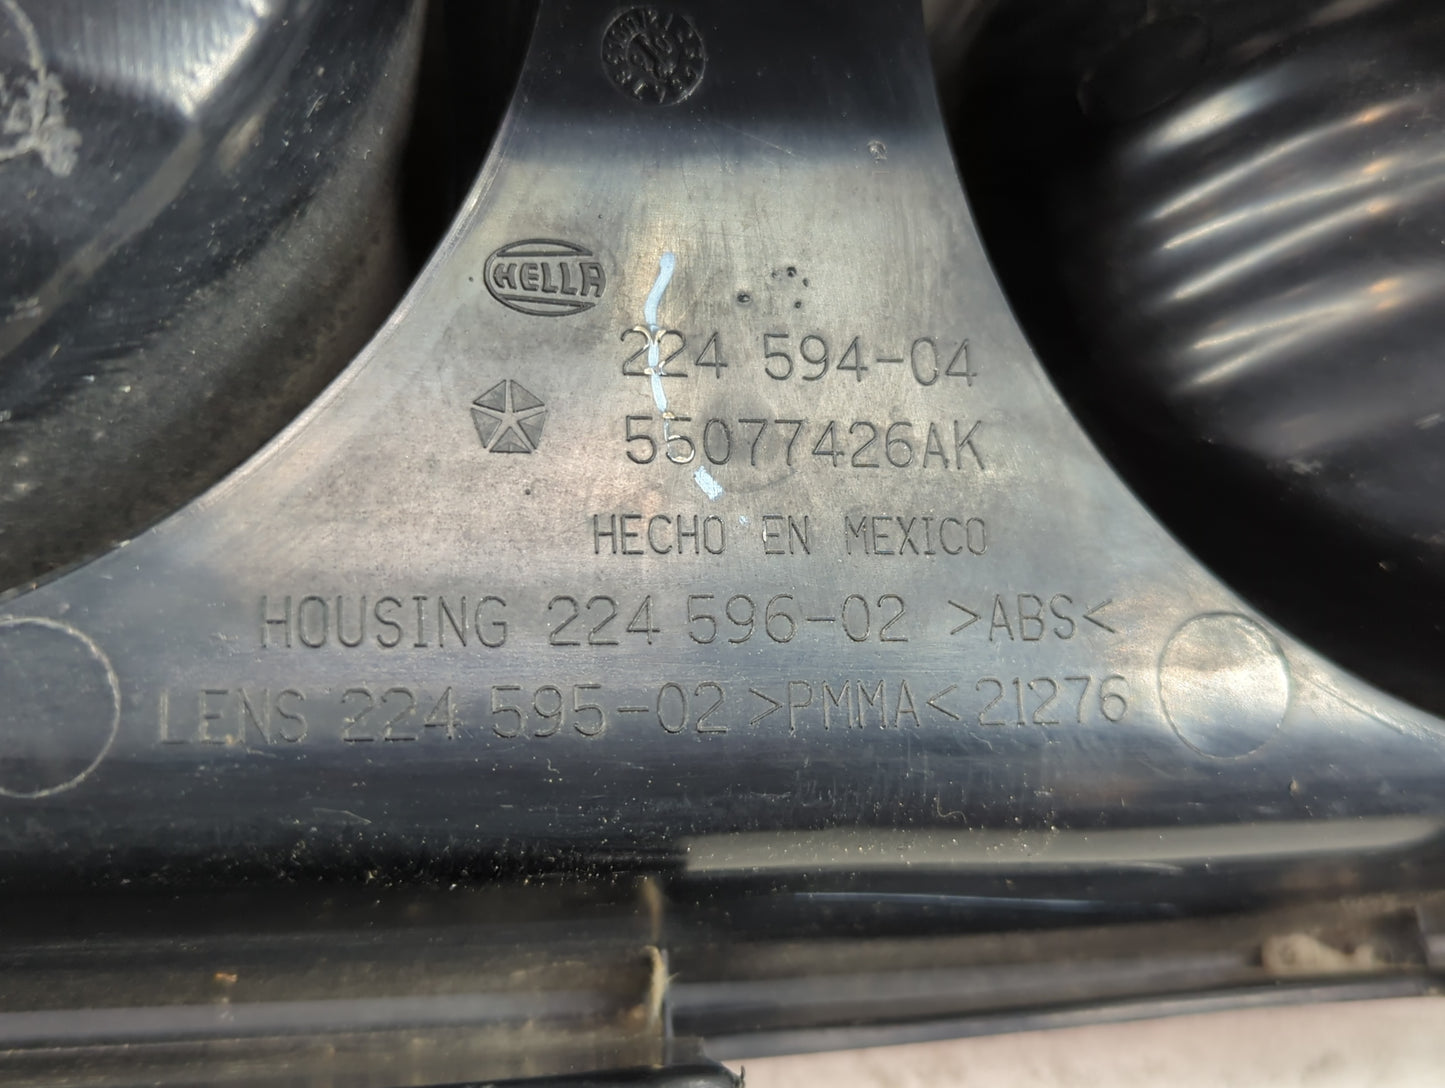 HELLA
224 594-04
55077426AK
HECHO EN MEXICO
HOUSING 224 596-02 >ABS<
LENS 224 595-02 >PMMA< 21276